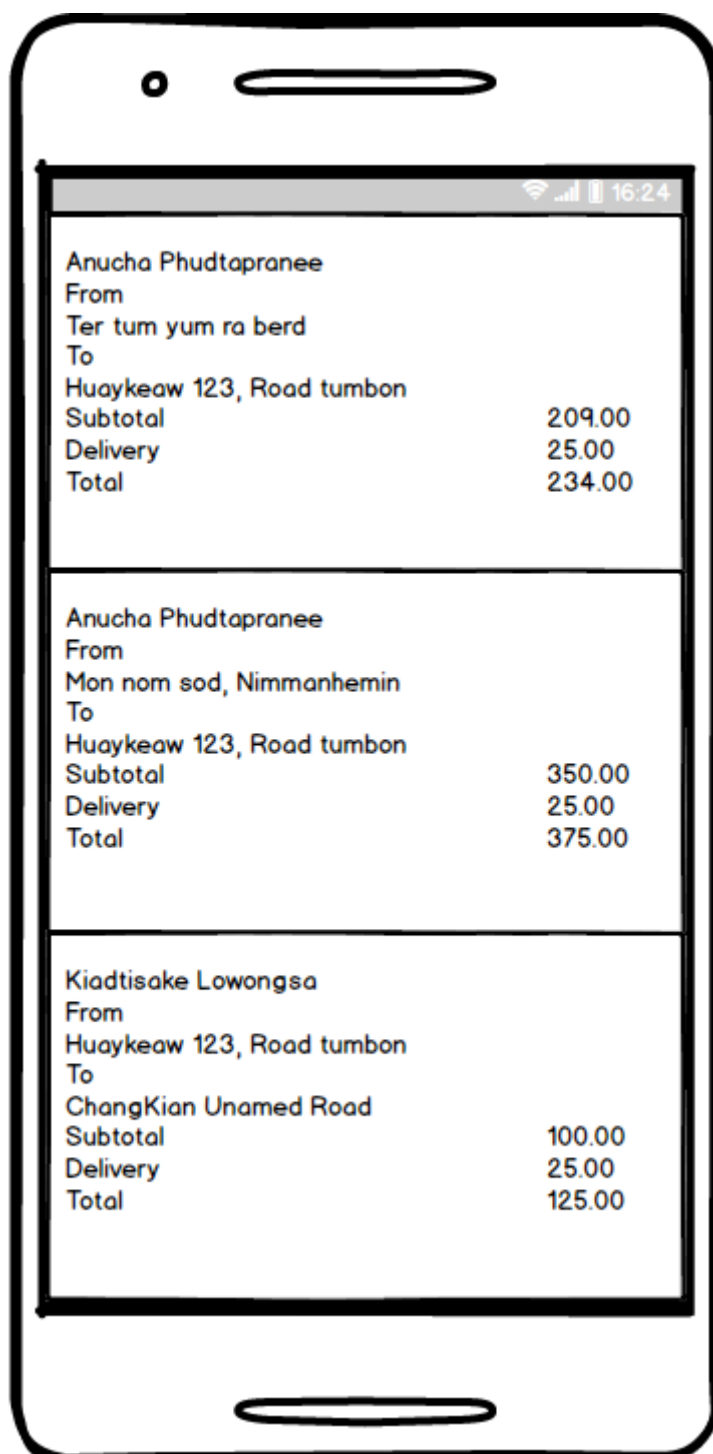 16:24
Anucha Phudtapranee
From
Ter tum yum ra berd
To
Huaykeaw 123, Road tumbon
Subtotal 209.00
Delivery 25.00
Total 234.00
Anucha Phudtapranee
From
Mon nom sod, Nimmanhemin
To
Huaykeaw 123, Road tumbon
Subtotal 350.00
Delivery 25.00
Total 375.00
Kiadtisake Lowongsa
From
Huaykeaw 123, Road tumbon
To
ChangKian Unamed Road
Subtotal 100.00
Delivery 25.00
Total 125.00